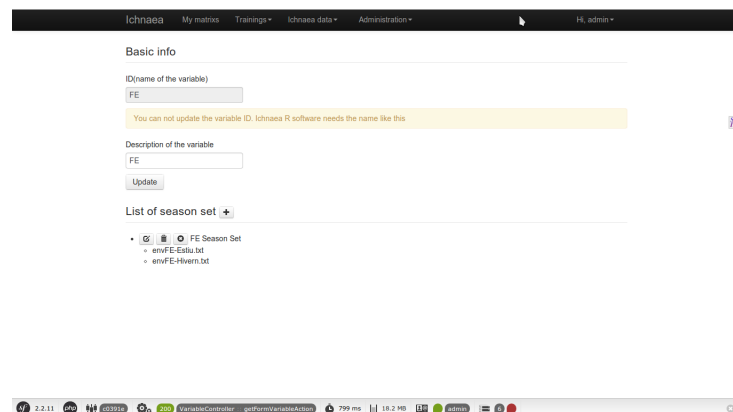 Ichnaea My matrixs Trainings Ichnaea data Administration Hi, admin
Basic info
ID(name of the variable)
FE
You can not update the variable ID. Ichnaea R software needs the name like this
Description of the variable
FE
Update
List of season set
FE Season Set
envFE-Estiu.txt
envFE-Hivern.txt
sf 2.2.11 php c0391e 200 VariableController getFormVariableAction 799 ms 18.2 MB admin 6